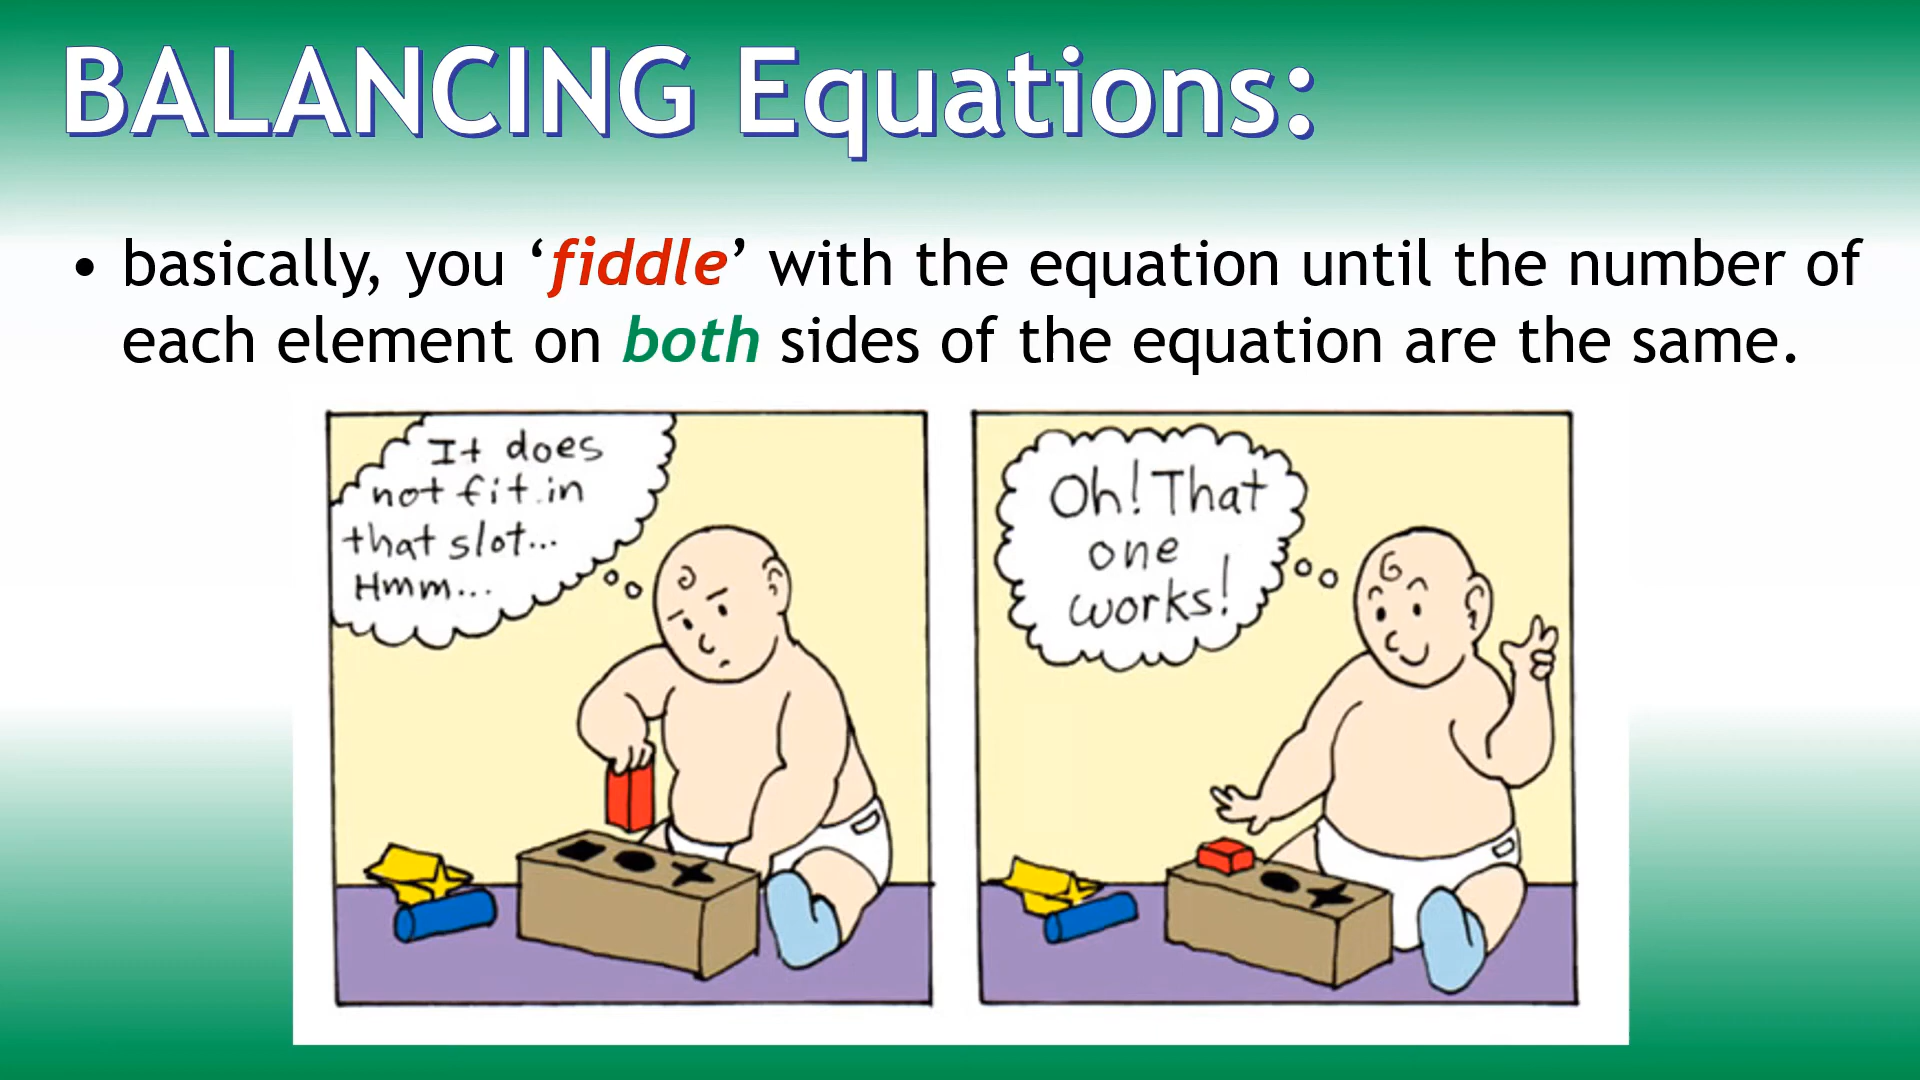 BALANCING Equations:
• basically, you ‘fiddle’ with the equation until the number of
each element on both sides of the equation are the same.
It does
not fit in
that slot...
Hmm...
Oh! That
one
works!